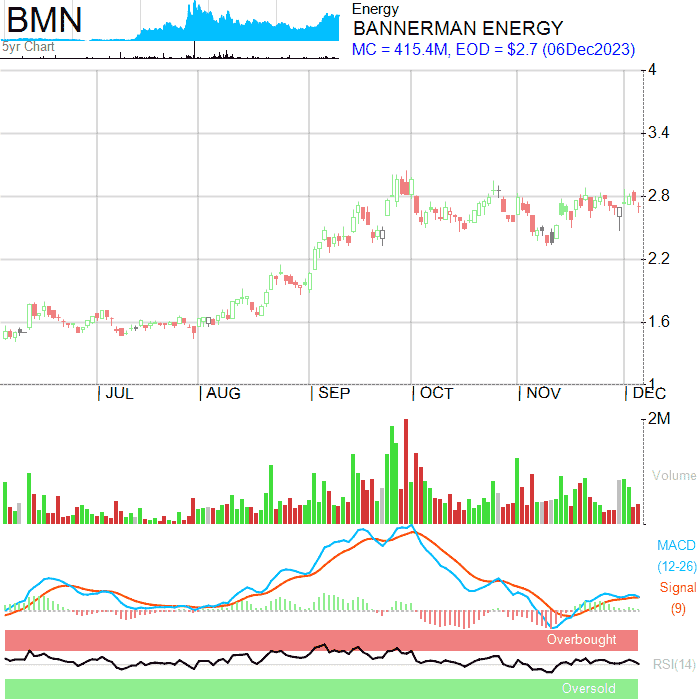 BMN
5yr Chart
Energy
BANNERMAN ENERGY
MC = 415.4M, EOD = $2.7 (06Dec2023)
4
3.4
2.8
2.2
1.6
1
JUL AUG SEP OCT NOV DEC
2M
Volume
MACD
(12-26)
Signal
(9)
Overbought
RSI(14)
Oversold